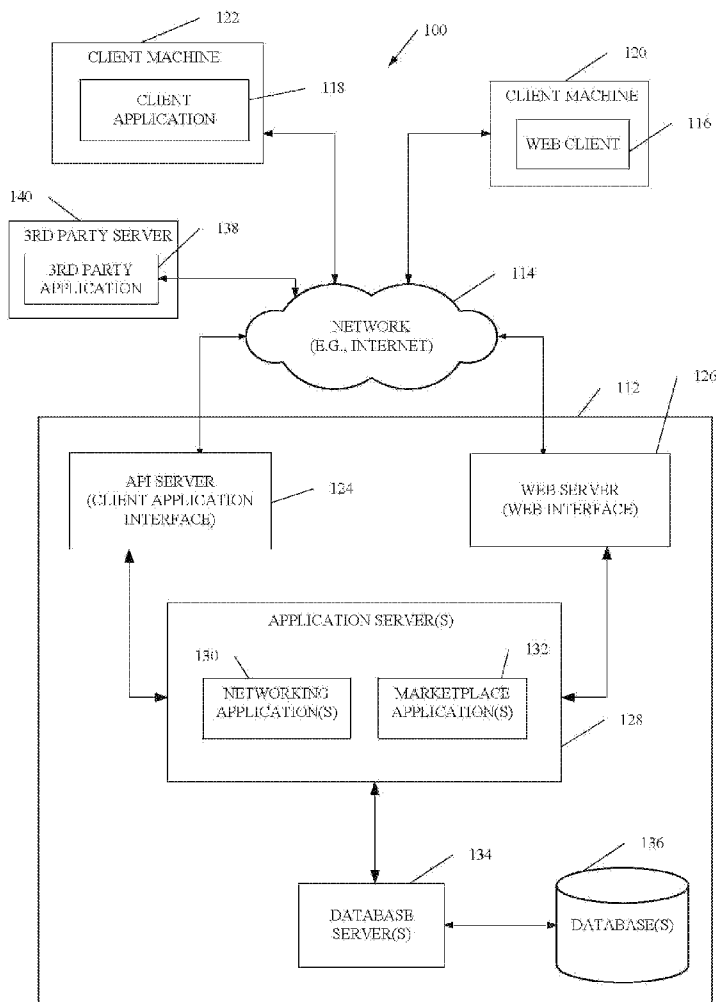 122
100
CLIENT MACHINE
120
CLIENT
APPLICATION
118
CLIENT MACHINE
WEB CLIENT
116
140
3RD PARTY SERVER
138
3RD PARTY
APPLICATION
114
NETWORK
(E.G., INTERNET)
112
126
API SERVER
(CLIENT APPLICATION
INTERFACE)
124
WEB SERVER
(WEB INTERFACE)
APPLICATION SERVER(S)
130
132
NETWORKING
APPLICATION(S)
MARKETPLACE
APPLICATION(S)
128
134
136
DATABASE
SERVER(S)
DATABASE(S)